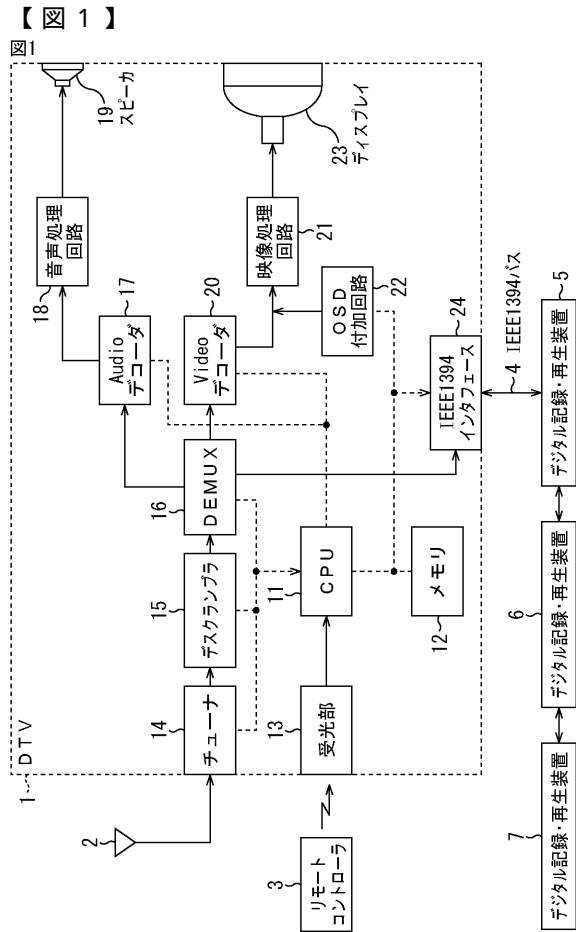 【図1】
図1
1
DTV
2
3
リモート
コントローラ
14
チューナ
15
デスクランブラ
16
DEMUX
17
Audio
デコーダ
18
音声処理
回路
19
スピーカ
20
Video
デコーダ
21
映像処理
回路
22
OSD
付加回路
23
ディスプレイ
13
受光部
11
CPU
12
メモリ
24
IEEE1394
インタフェース
4
IEEE1394バス
5
デジタル記録・再生装置
6
デジタル記録・再生装置
7
デジタル記録・再生装置